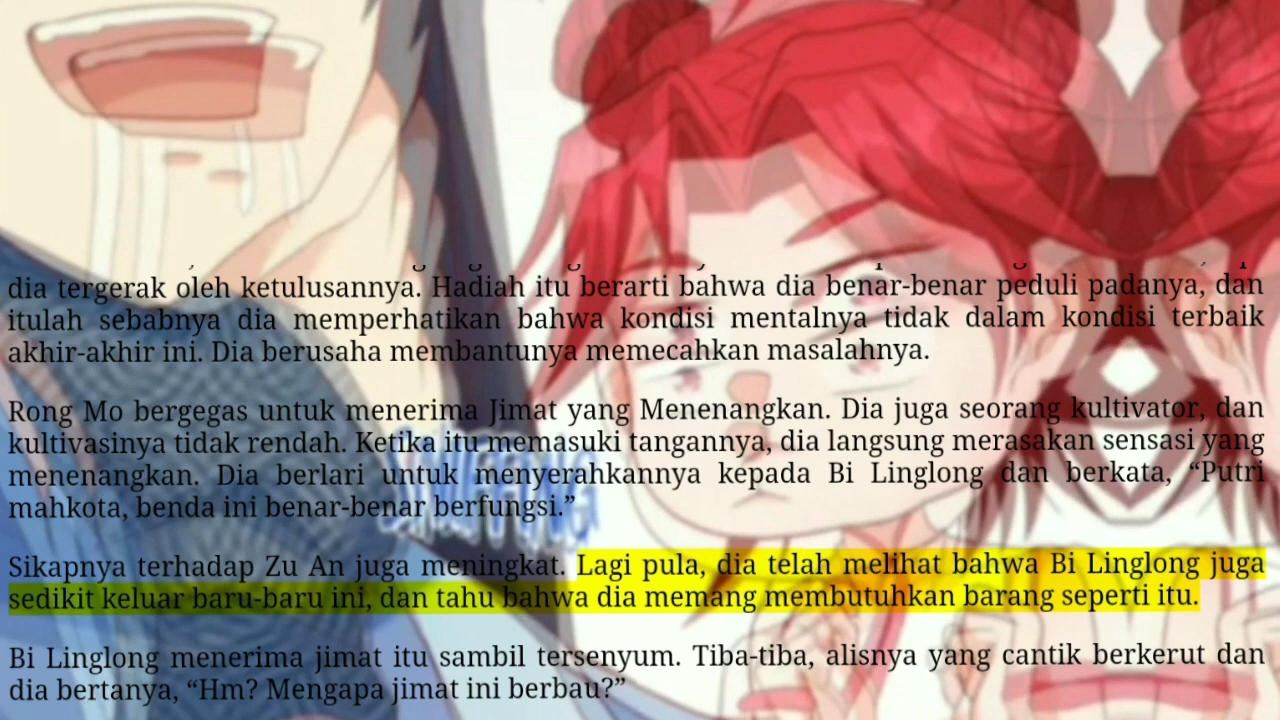 dia tergerak oleh ketulusannya. Hadiah itu berarti bahwa dia benar-benar peduli padanya, dan
itulah sebabnya dia memperhatikan bahwa kondisi mentalnya tidak dalam kondisi terbaik
akhir-akhir ini. Dia berusaha membantunya memecahkan masalahnya.
Rong Mo bergegas untuk menerima Jimat yang Menenangkan. Dia juga seorang kultivator, dan
kultivasinya tidak rendah. Ketika itu memasuki tangannya, dia langsung merasakan sensasi yang
menenangkan. Dia berlari untuk menyerahkannya kepada Bi Linglong dan berkata, “Putri
mahkota, benda ini benar-benar berfungsi.”
Sikapnya terhadap Zu An juga meningkat. Lagi pula, dia telah melihat bahwa Bi Linglong juga
sedikit keluar baru-baru ini, dan tahu bahwa dia memang membutuhkan barang seperti itu.
Bi Linglong menerima jimat itu sambil tersenyum. Tiba-tiba, alisnya yang cantik berkerut dan
dia bertanya, “Hm? Mengapa jimat ini berbau?”